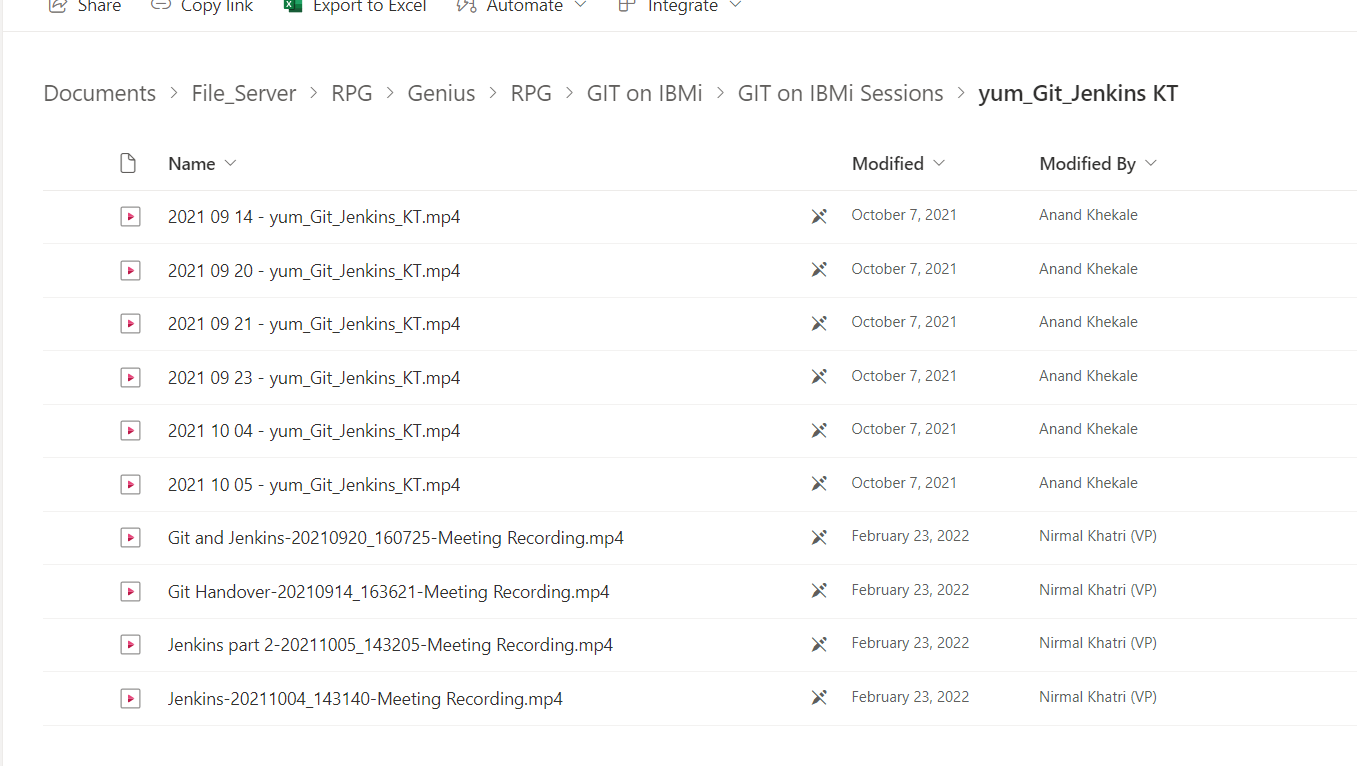 Share Copy link Export to Excel Automate Integrate
Documents > File_Server > RPG > Genius > RPG > GIT on IBMi > GIT on IBMi Sessions > yum_Git_Jenkins KT
Name Modified Modified By
2021 09 14 - yum_Git_Jenkins_KT.mp4 October 7, 2021 Anand Khekale
2021 09 20 - yum_Git_Jenkins_KT.mp4 October 7, 2021 Anand Khekale
2021 09 21 - yum_Git_Jenkins_KT.mp4 October 7, 2021 Anand Khekale
2021 09 23 - yum_Git_Jenkins_KT.mp4 October 7, 2021 Anand Khekale
2021 10 04 - yum_Git_Jenkins_KT.mp4 October 7, 2021 Anand Khekale
2021 10 05 - yum_Git_Jenkins_KT.mp4 October 7, 2021 Anand Khekale
Git and Jenkins-20210920_160725-Meeting Recording.mp4 February 23, 2022 Nirmal Khatri (VP)
Git Handover-20210914_163621-Meeting Recording.mp4 February 23, 2022 Nirmal Khatri (VP)
Jenkins part 2-20211005_143205-Meeting Recording.mp4 February 23, 2022 Nirmal Khatri (VP)
Jenkins-20211004_143140-Meeting Recording.mp4 February 23, 2022 Nirmal Khatri (VP)